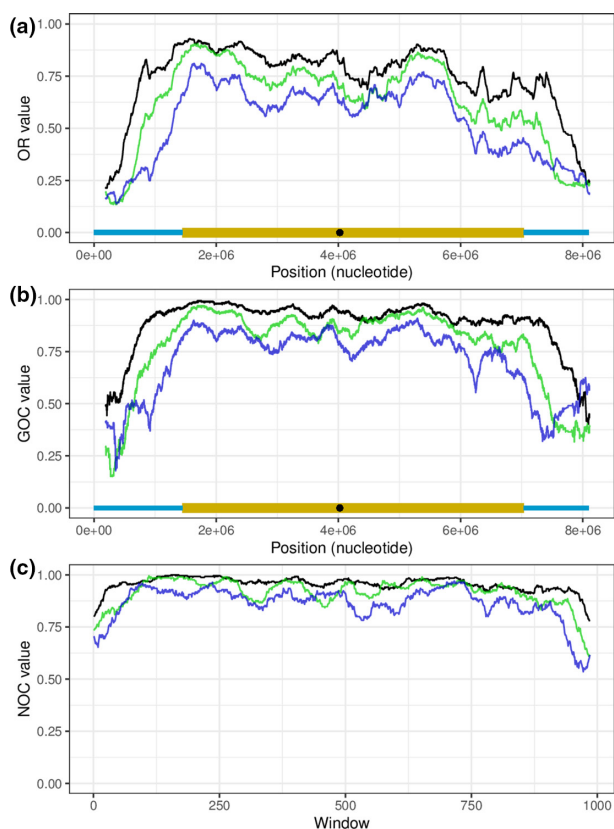 (a)
1.00
0.75
0.50
0.25
0.00
OR value
0e+00
2e+06
4e+06
6e+06
8e+06
Position (nucleotide)
(b)
1.00
0.75
0.50
0.25
0.00
GOC value
0e+00
2e+06
4e+06
6e+06
8e+06
Position (nucleotide)
(c)
1.00
0.75
0.50
0.25
0.00
NOC value
0
250
500
750
1000
Window